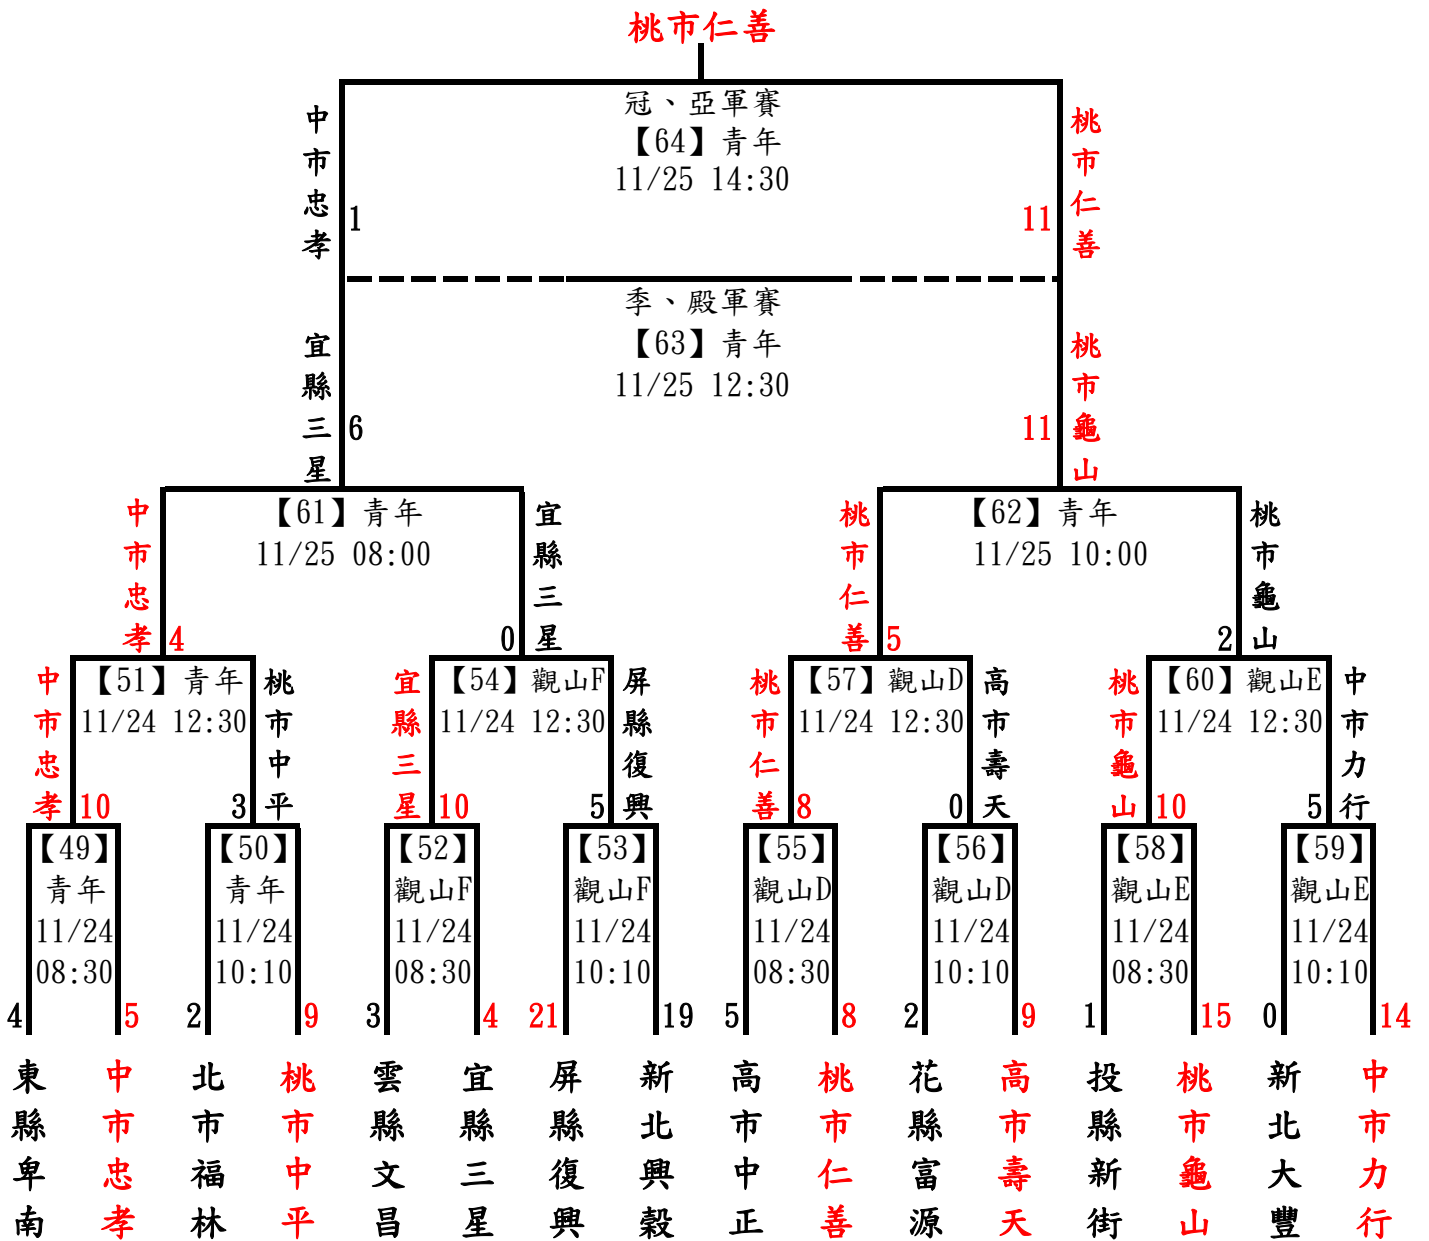 桃市仁善
冠、亞軍賽
【64】青年
11/25 14:30
中市忠孝
1
11
桃市仁善
季、殿軍賽
【63】青年
11/25 12:30
宜縣三星
6
11
桃市龜山
【61】青年
11/25 08:00
中市忠孝
4
0
宜縣三星
【62】青年
11/25 10:00
桃市仁善
5
2
桃市龜山
中市忠孝
【51】青年
11/24 12:30
10
3
桃市中平
宜縣三星
【54】觀山F
11/24 12:30
10
5
屏縣復興
桃市仁善
【57】觀山D
11/24 12:30
8
0
高市壽天
桃市龜山
【60】觀山E
11/24 12:30
10
5
中市力行
【49】
青年
11/24
08:30
4
5
【50】
青年
11/24
10:10
2
9
【52】
觀山F
11/24
08:30
3
4
【53】
觀山F
11/24
10:10
21
19
【55】
觀山D
11/24
08:30
5
8
【56】
觀山D
11/24
10:10
2
9
【58】
觀山E
11/24
08:30
1
15
【59】
觀山E
11/24
10:10
0
14
東縣卑南
中市忠孝
北市福林
桃市中平
雲縣文昌
宜縣三星
屏縣復興
新北興穀
高市中正
桃市仁善
花縣富源
高市壽天
投縣新街
桃市龜山
新北大豐
中市力行